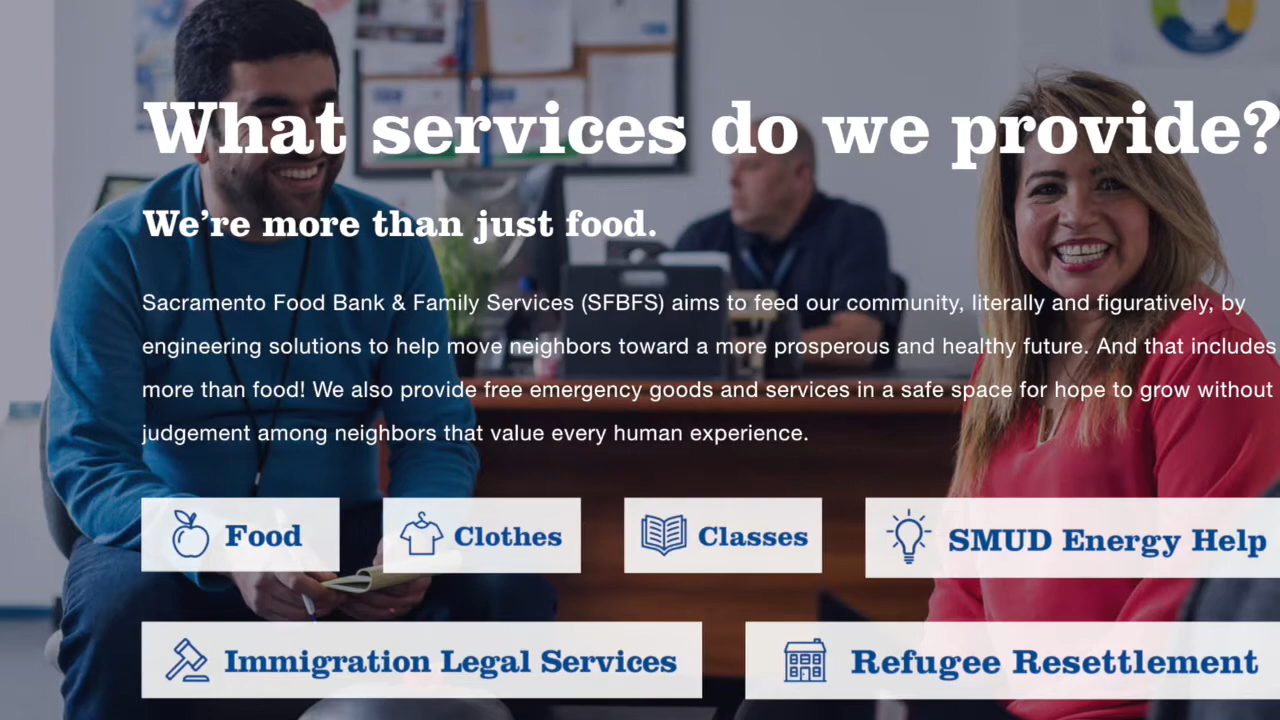 What services do we provide?
We're more than just food.
Sacramento Food Bank & Family Services (SFBFS) aims to feed our community, literally and figuratively, by
engineering solutions to help move neighbors toward a more prosperous and healthy future. And that includes
more than food! We also provide free emergency goods and services in a safe space for hope to grow without
judgement among neighbors that value every human experience.
Food
Clothes
Classes
SMUD Energy Help
Immigration Legal Services
Refugee Resettlement